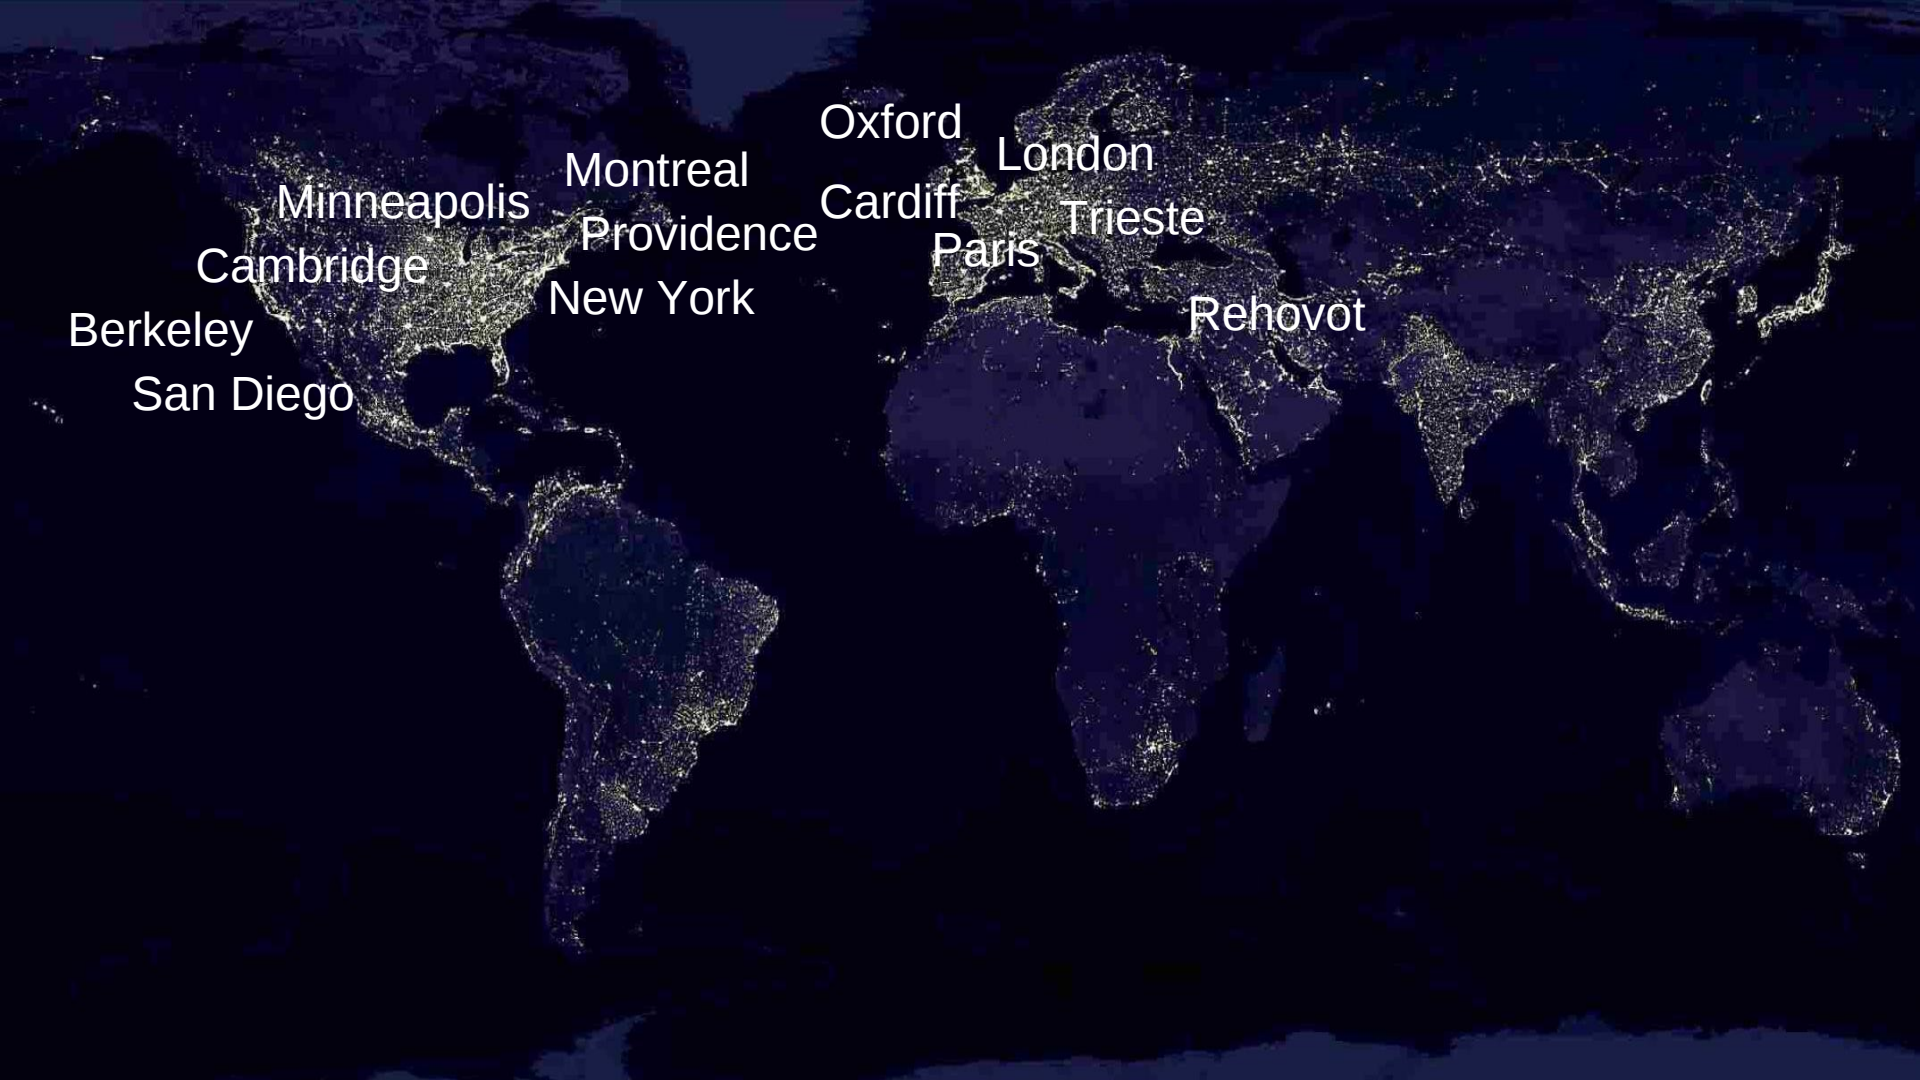 Oxford
London
Montreal
Minneapolis
Cardiff
Trieste
Providence
Paris
Cambridge
New York
Rehovot
Berkeley
San Diego